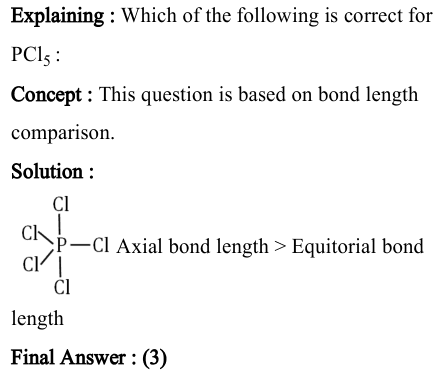 Explaining : Which of the following is correct for
PCl5 :
Concept : This question is based on bond length
comparison.
Solution :
Cl
Cl
P—Cl Axial bond length > Equitorial bond
Cl
Cl
length
Final Answer : (3)